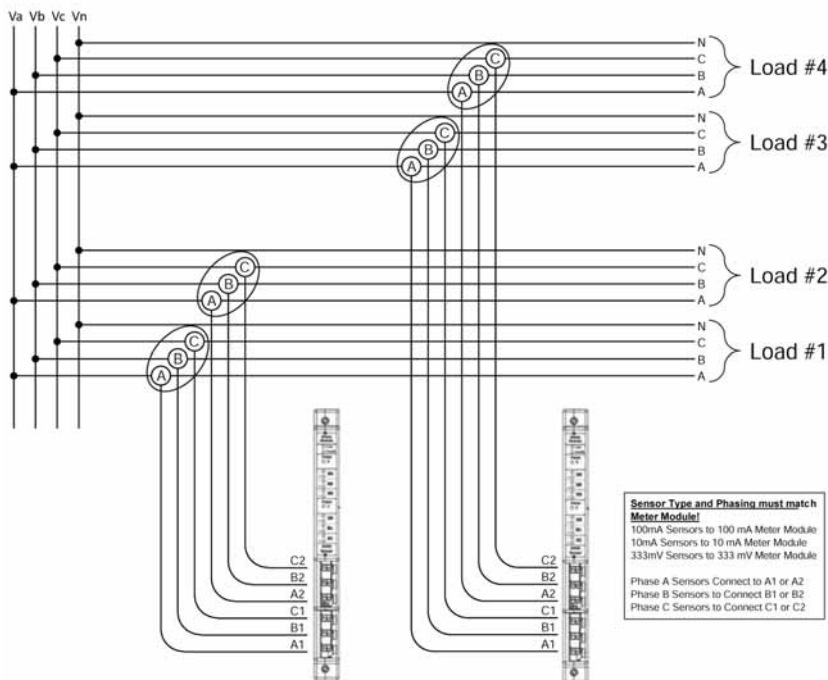 Va Vb Vc Vn
N
C
B
A
Load #4
N
C
B
A
Load #3
N
C
B
A
Load #2
N
C
B
A
Load #1
C
B
A
C
B
A
C
B
A
C
B
A
C2
B2
A2
C1
B1
A1
C2
B2
A2
C1
B1
A1
Sensor Type and Phasing must match
Meter Module!
100mA Sensors to 100 mA Meter Module
10mA Sensors to 10 mA Meter Module
333mV Sensors to 333 mV Meter Module
Phase A Sensors Connect to A1 or A2
Phase B Sensors to Connect B1 or B2
Phase C Sensors to Connect C1 or C2